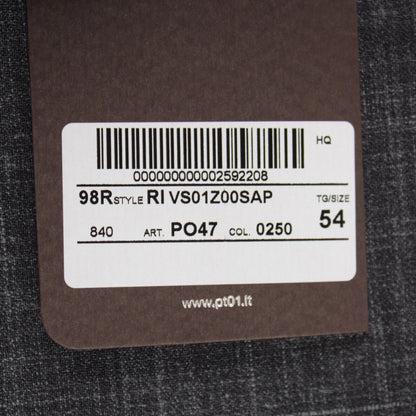 HQ
000000000002592208
98R STYLE RI VS01Z00SAP TG/SIZE
840 ART. PO47 COL. 0250 54
www.pt01.it